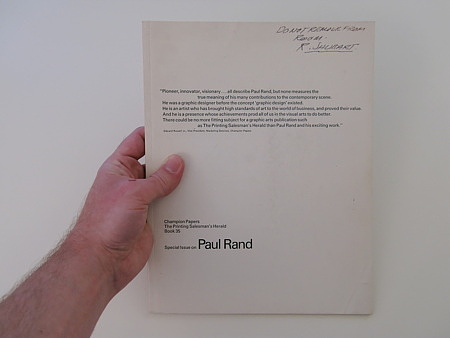 DO NOT REMOVE FROM
ROOM.
"Pioneer, innovator, visionary . . . all describe Paul Rand, but none measures the
true meaning of his many contributions to the contemporary scene.
He was a graphic designer before the concept 'graphic design' existed.
He is an artist who has brought high standards of art to the world of business, and proved their value.
And he is a presence whose achievements prod all of us in the visual arts to do better.
There could be no more fitting subject for a graphic arts publication such
as The Printing Salesman's Herald than Paul Rand and his exciting work."
Champion Papers
The Printing Salesman's Herald
Book 35
Special Issue on Paul Rand